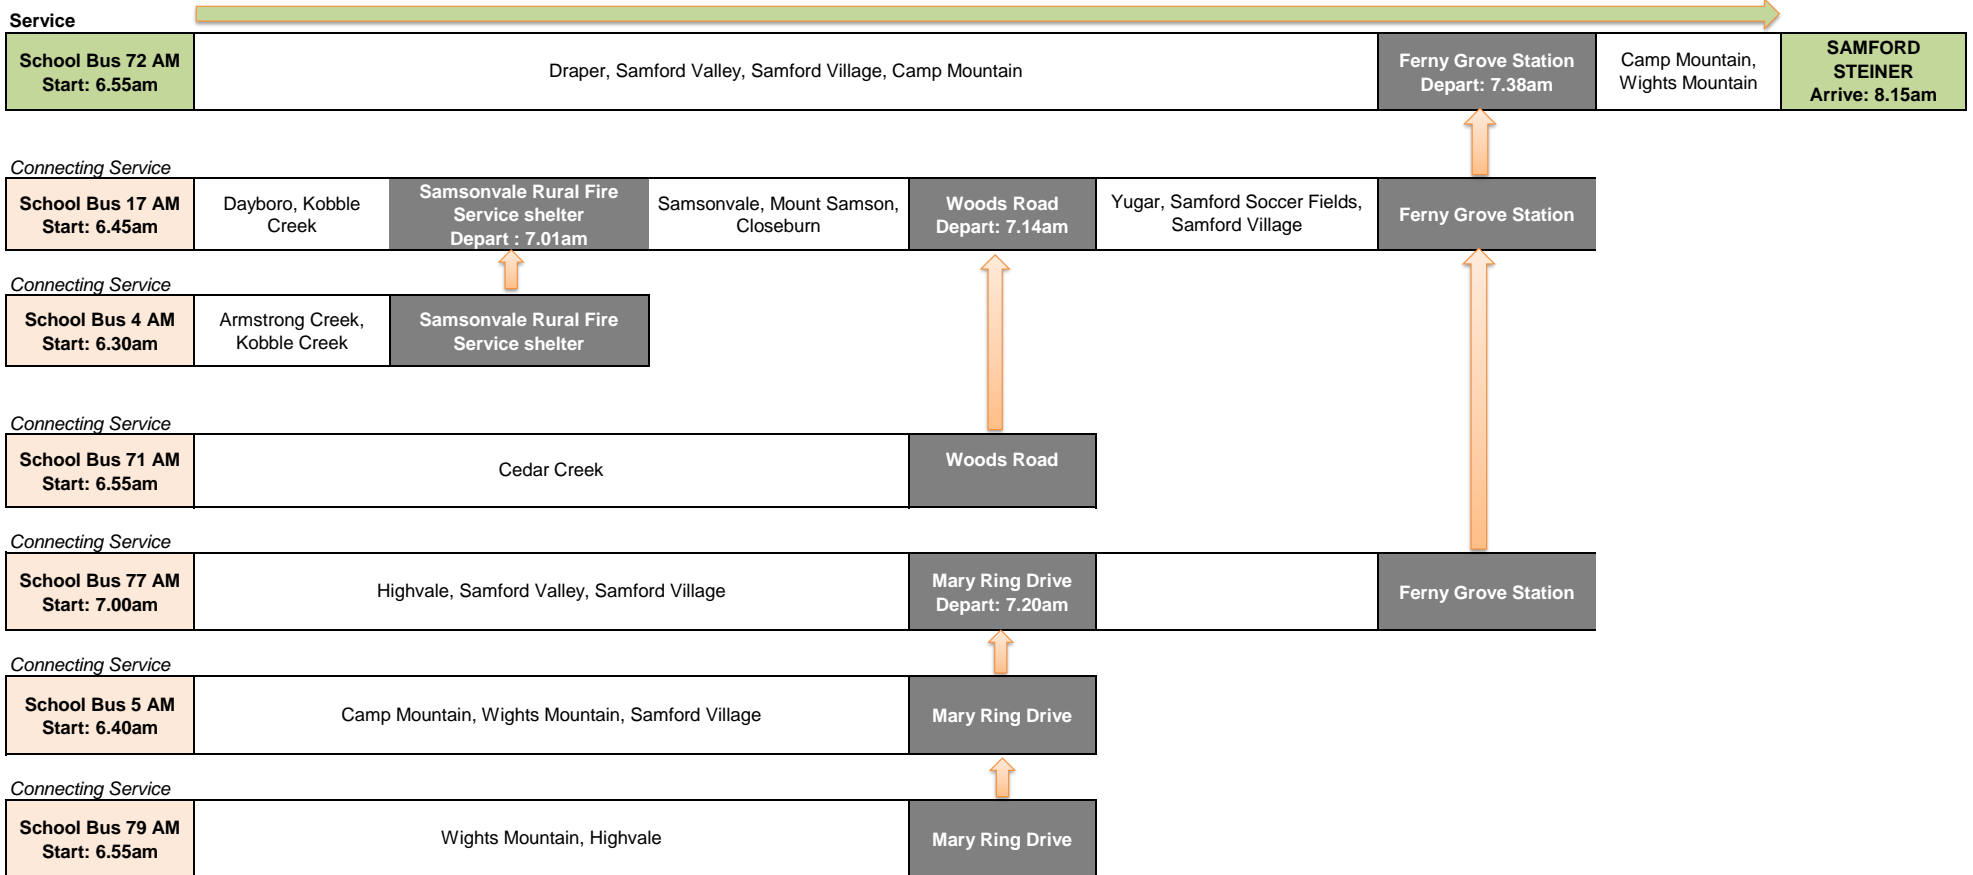 Service
School Bus 72 AM
Start: 6.55am
Draper, Samford Valley, Samford Village, Camp Mountain
Ferny Grove Station
Depart: 7.38am
Camp Mountain,
Wights Mountain
SAMFORD
STEINER
Arrive: 8.15am
Connecting Service
School Bus 17 AM
Start: 6.45am
Dayboro, Kobble
Creek
Samsonvale Rural Fire
Service shelter
Depart : 7.01am
Samsonvale, Mount Samson,
Closeburn
Woods Road
Depart: 7.14am
Yugar, Samford Soccer Fields,
Samford Village
Ferny Grove Station
Connecting Service
School Bus 4 AM
Start: 6.30am
Armstrong Creek,
Kobble Creek
Samsonvale Rural Fire
Service shelter
Connecting Service
School Bus 71 AM
Start: 6.55am
Cedar Creek
Woods Road
Connecting Service
School Bus 77 AM
Start: 7.00am
Highvale, Samford Valley, Samford Village
Mary Ring Drive
Depart: 7.20am
Ferny Grove Station
Connecting Service
School Bus 5 AM
Start: 6.40am
Camp Mountain, Wights Mountain, Samford Village
Mary Ring Drive
Connecting Service
School Bus 79 AM
Start: 6.55am
Wights Mountain, Highvale
Mary Ring Drive